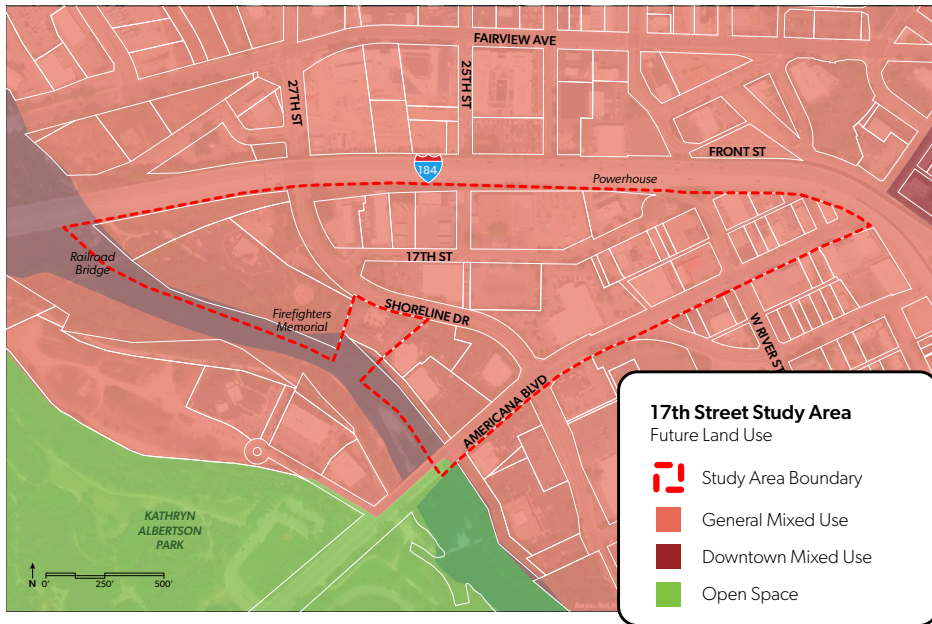 FAIRVIEW AVE
27TH ST
25TH ST
FRONT ST
184
Powerhouse
17TH ST
Railroad
Bridge
Firefighters
Memorial
SHORELINE DR
W RIVER ST
AMERICANA BLVD
KATHRYN
ALBERTSON
PARK
N 0' 250' 500'
17th Street Study Area
Future Land Use
Study Area Boundary
General Mixed Use
Downtown Mixed Use
Open Space